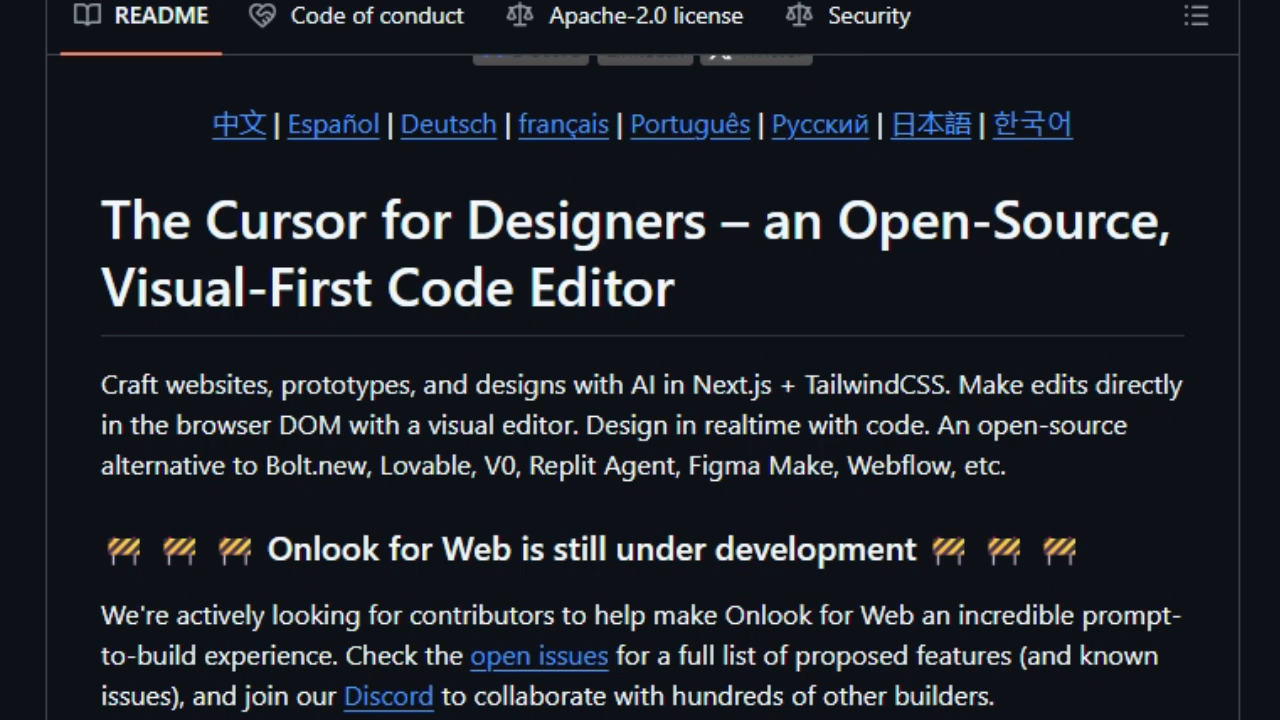 README Code of conduct Apache-2.0 license Security
中文 | Español | Deutsch | français | Português | Русский | 日本語 | 한국어
The Cursor for Designers – an Open-Source,
Visual-First Code Editor
Craft websites, prototypes, and designs with AI in Next.js + TailwindCSS. Make edits directly
in the browser DOM with a visual editor. Design in realtime with code. An open-source
alternative to Bolt.new, Lovable, V0, Replit Agent, Figma Make, Webflow, etc.
🚧 🚧 🚧 Onlook for Web is still under development 🚧 🚧 🚧
We're actively looking for contributors to help make Onlook for Web an incredible prompt-
to-build experience. Check the open issues for a full list of proposed features (and known
issues), and join our Discord to collaborate with hundreds of other builders.